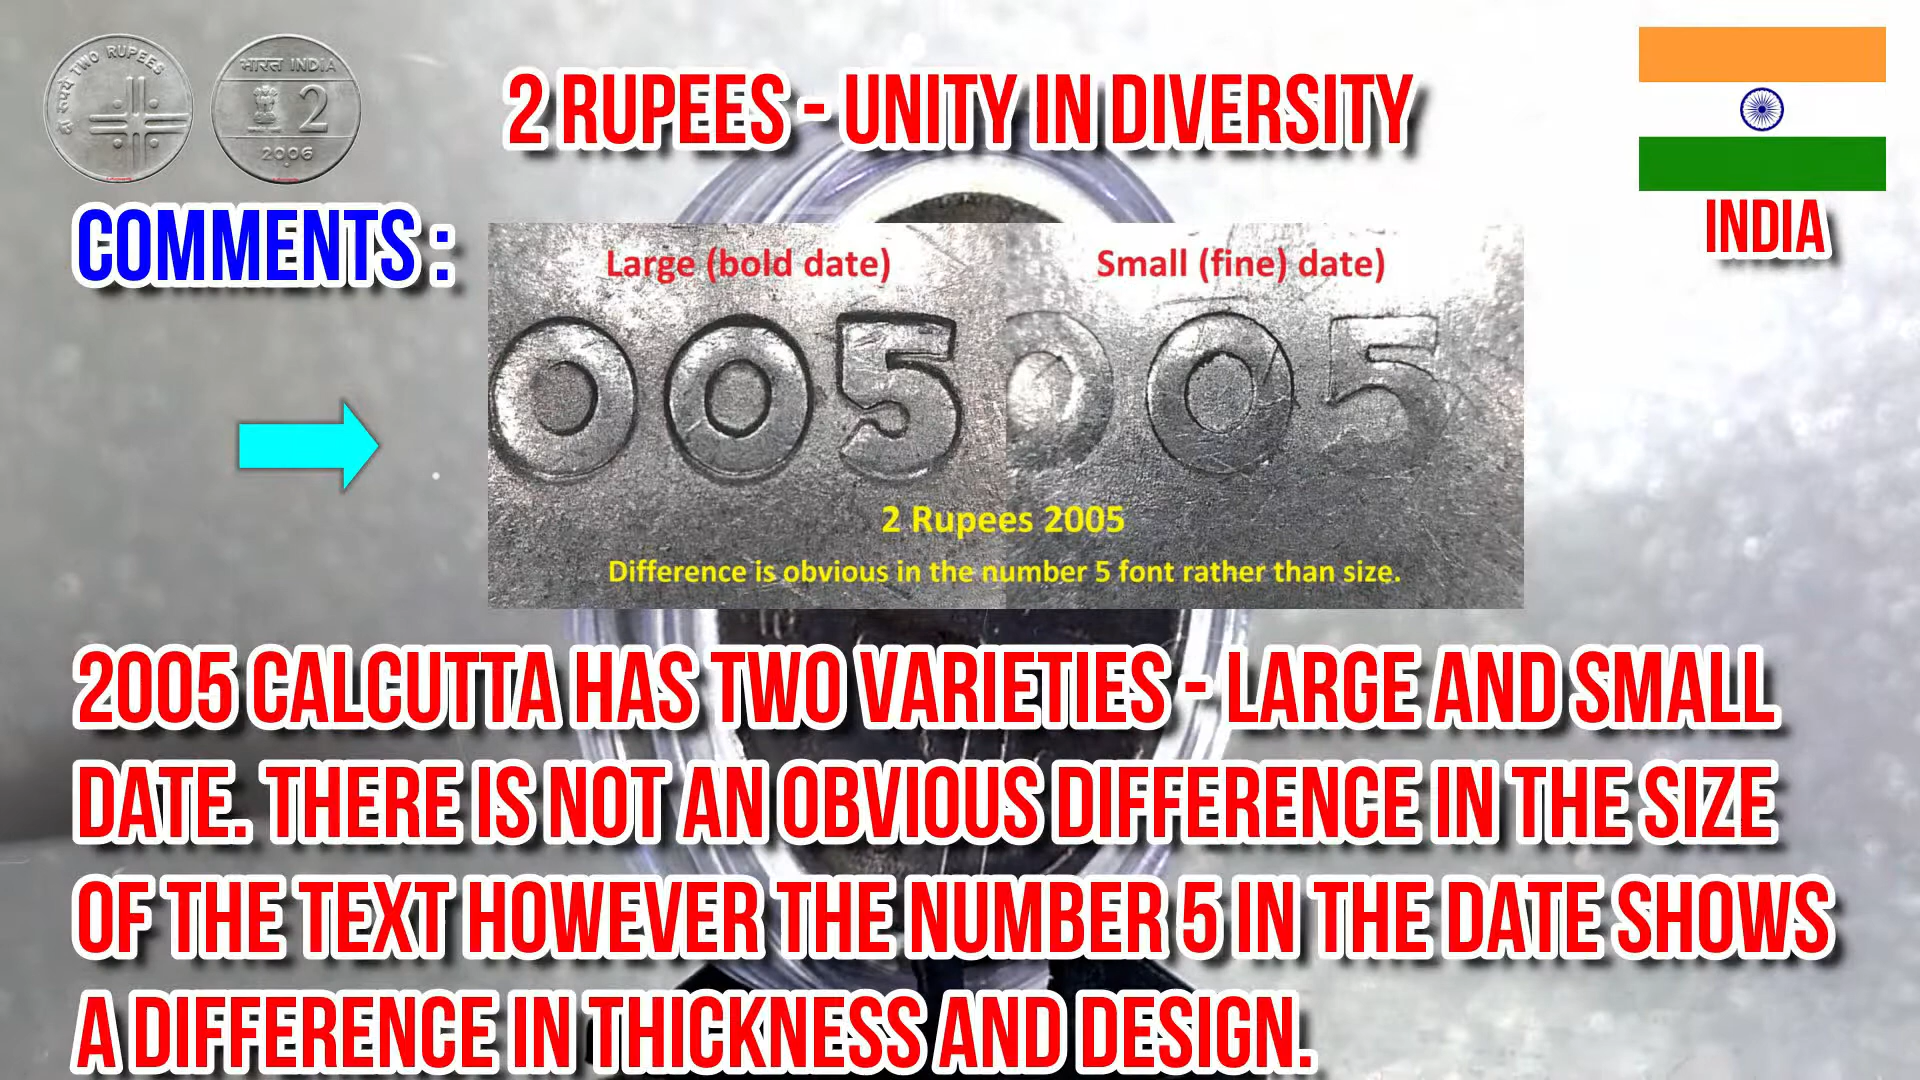 दो रुपये TWO RUPEES
भारत INDIA
2
2006
2 RUPEES - UNITY IN DIVERSITY
INDIA
COMMENTS :
Large (bold date)
Small (fine) date)
005
005
2 Rupees 2005
Difference is obvious in the number 5 font rather than size.
2005 CALCUTTA HAS TWO VARIETIES - LARGE AND SMALL
DATE. THERE IS NOT AN OBVIOUS DIFFERENCE IN THE SIZE
OF THE TEXT HOWEVER THE NUMBER 5 IN THE DATE SHOWS
A DIFFERENCE IN THICKNESS AND DESIGN.